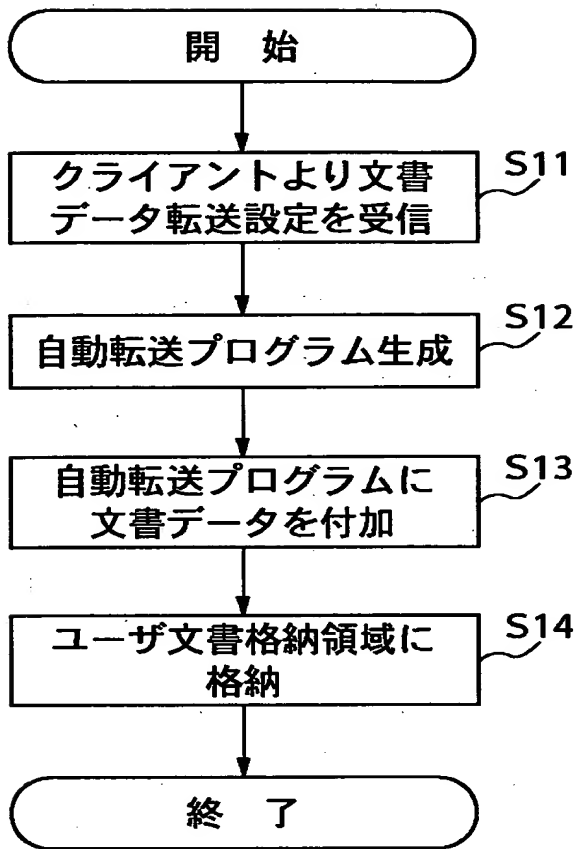 開 始
クライアントより文書
データ転送設定を受信
S11
自動転送プログラム生成
S12
自動転送プログラムに
文書データを付加
S13
ユーザ文書格納領域に
格納
S14
終 了